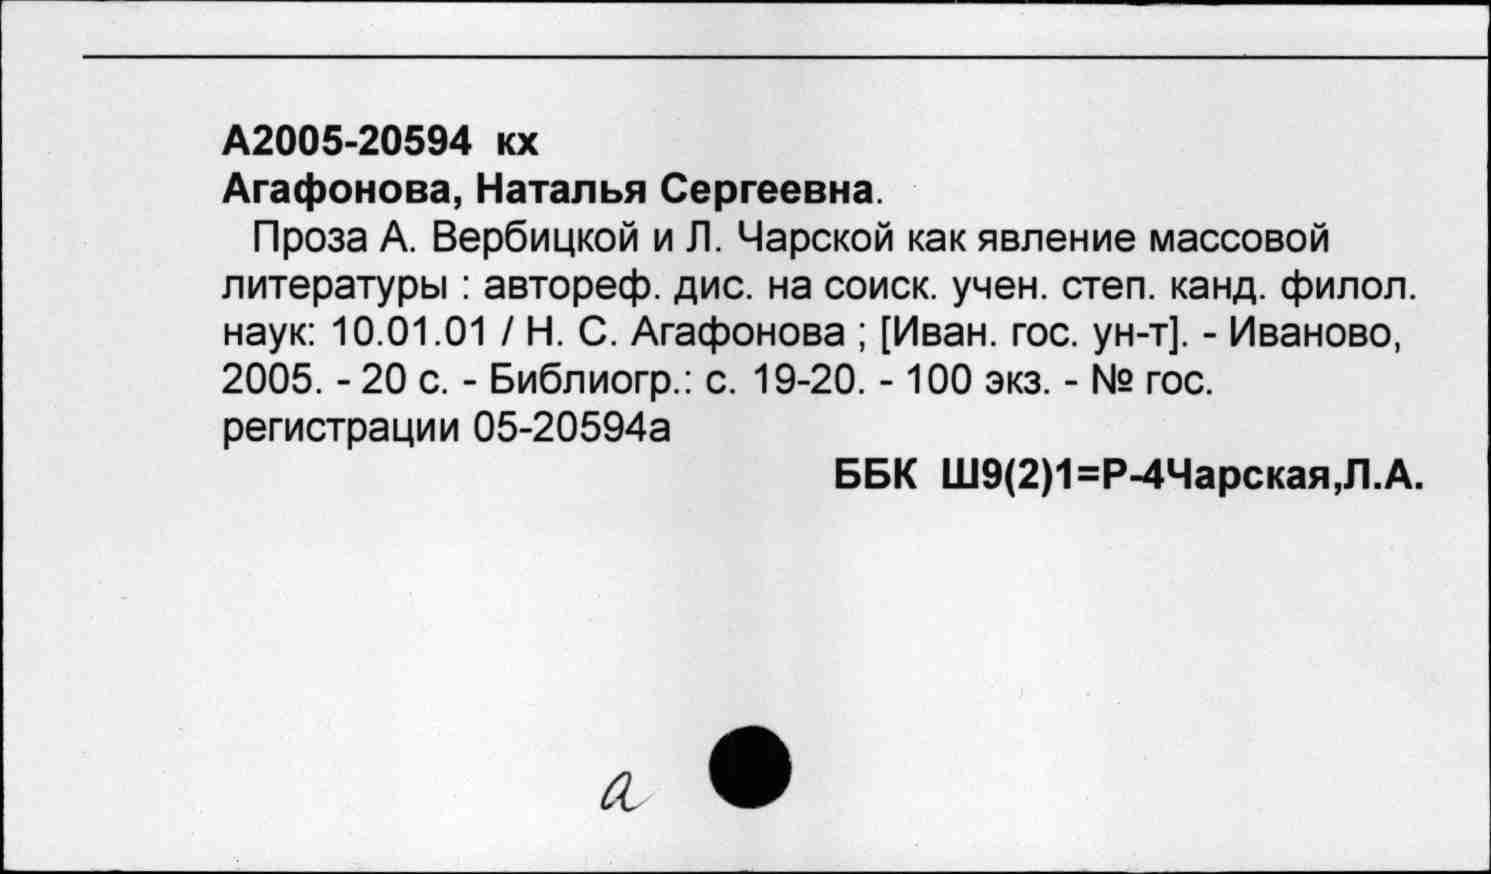 А2005-20594 кх
Агафонова, Наталья Сергеевна.
Проза А. Вербицкой и Л. Чарской как явление массовой
литературы : автореф. дис. на соиск. учен. степ. канд. филол.
наук: 10.01.01 / Н. С. Агафонова ; [Иван. гос. ун-т]. - Иваново,
2005. - 20 с. - Библиогр.: с. 19-20. - 100 экз. - № гос.
регистрации 05-20594а
ББК Ш9(2)1=Р-4Чарская,Л.А.
а